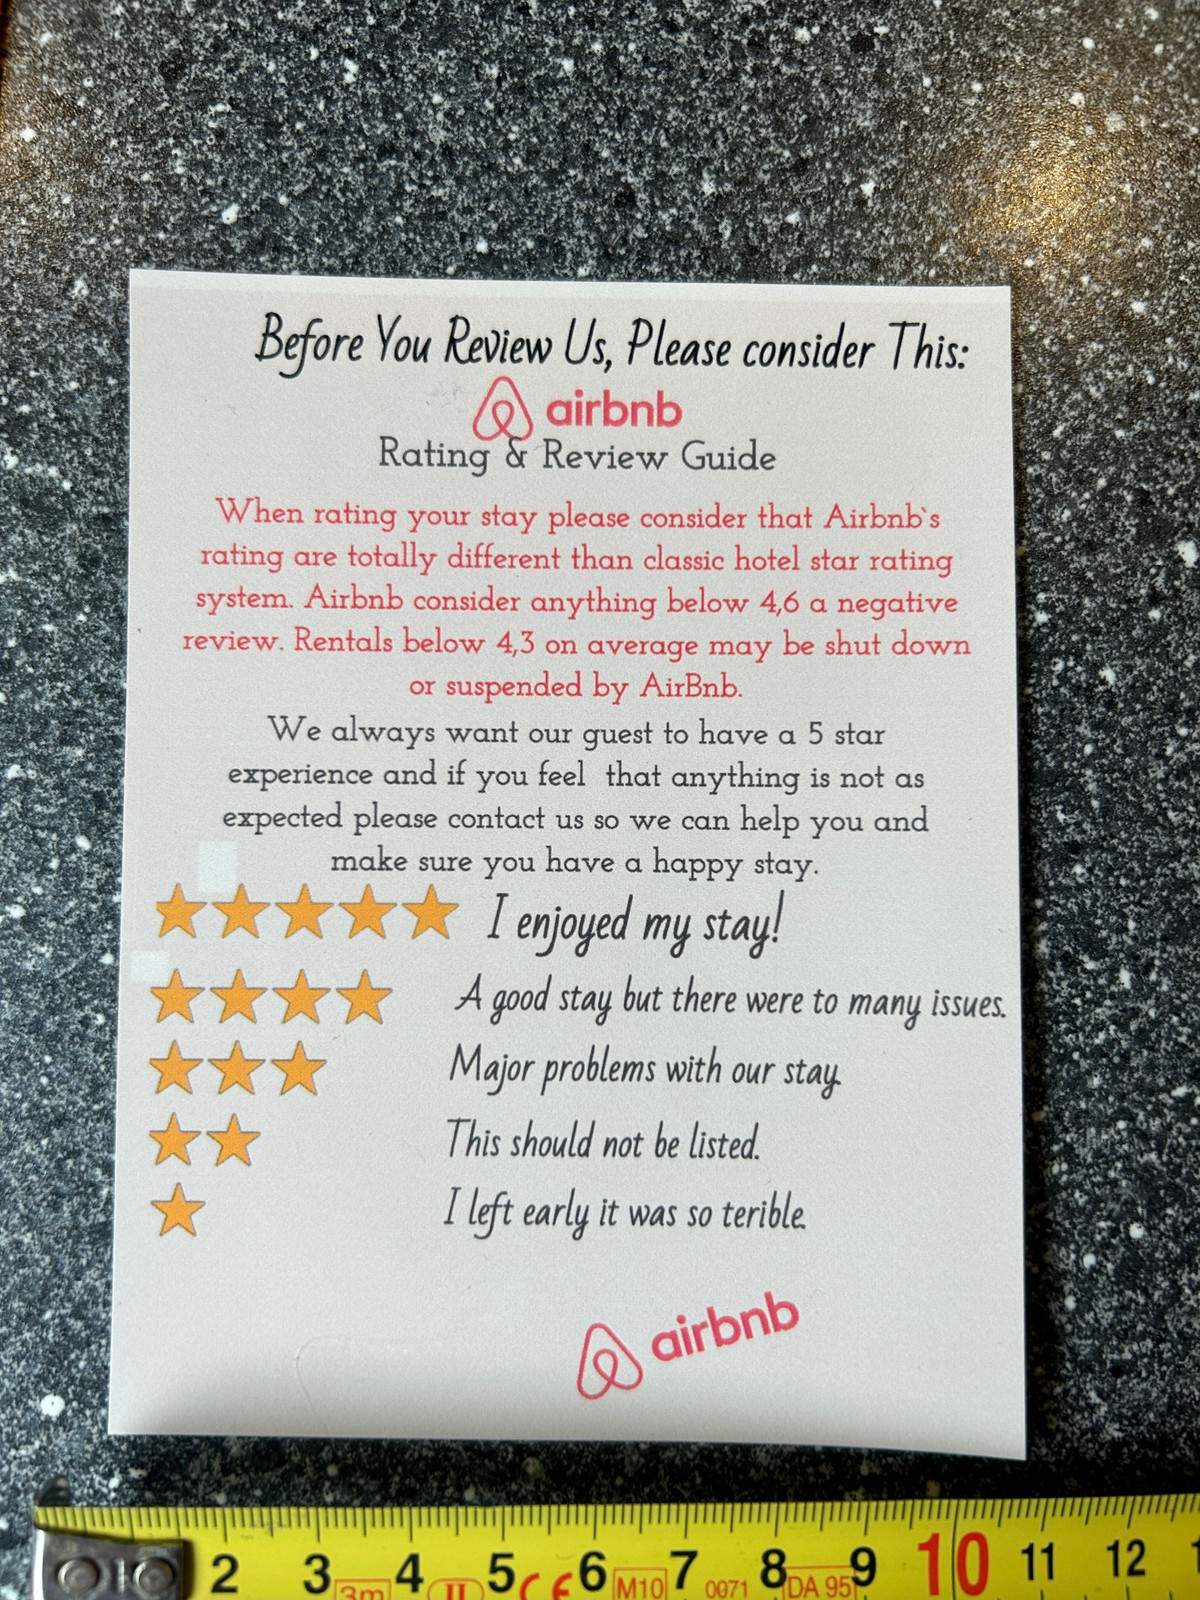 Before You Review Us, Please consider This:
airbnb
Rating & Review Guide
When rating your stay please consider that Airbnb`s
rating are totally different than classic hotel star rating
system. Airbnb consider anything below 4,6 a negative
review. Rentals below 4,3 on average may be shut down
or suspended by AirBnb.
We always want our guest to have a 5 star
experience and if you feel  that anything is not as
expected please contact us so we can help you and
make sure you have a happy stay.
I enjoyed my stay!
A good stay but there were to many issues.
Major problems with our stay.
This should not be listed.
I left early it was so terible.
airbnb
2 3 4 5 6 7 8 9 10 11 12
3m II CE M10 0071 DA 95